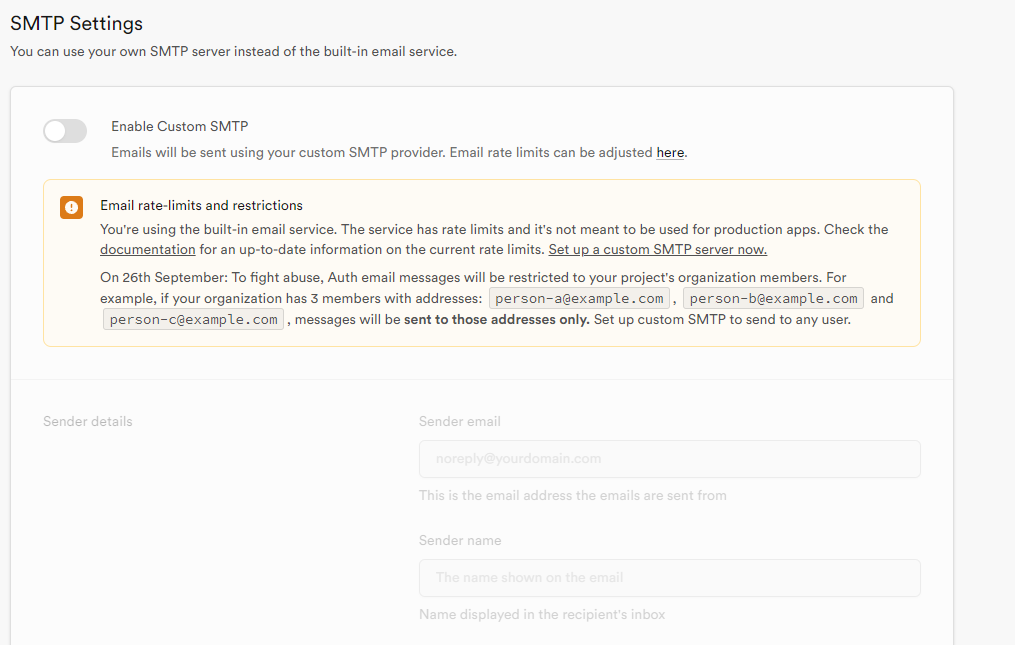 SMTP Settings
You can use your own SMTP server instead of the built-in email service.
Enable Custom SMTP
Emails will be sent using your custom SMTP provider. Email rate limits can be adjusted here.
Email rate-limits and restrictions
You're using the built-in email service. The service has rate limits and it's not meant to be used for production apps. Check the
documentation for an up-to-date information on the current rate limits. Set up a custom SMTP server now.
On 26th September: To fight abuse, Auth email messages will be restricted to your project's organization members. For
example, if your organization has 3 members with addresses: person-a@example.com , person-b@example.com and
person-c@example.com , messages will be sent to those addresses only. Set up custom SMTP to send to any user.
Sender details
Sender email
noreply@yourdomain.com
This is the email address the emails are sent from
Sender name
The name shown on the email
Name displayed in the recipient's inbox